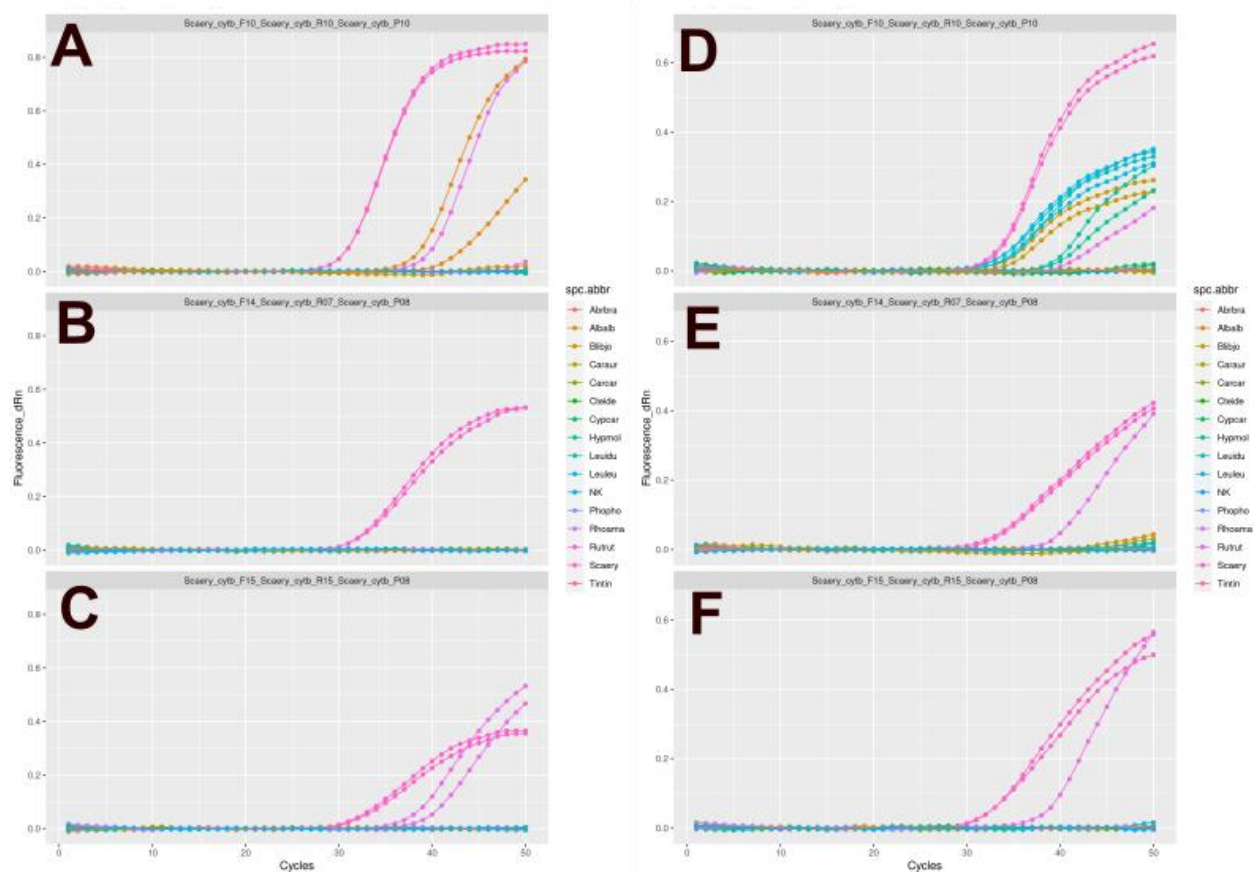 A
Scaery_cytb_F10_Scaery_cytb_R10_Scaery_cytb_P10
0.8
0.6
0.4
0.2
0.0
B
Scaery_cytb_F14_Scaery_cytb_R07_Scaery_cytb_P08
0.8
0.6
0.4
0.2
0.0
Fluorescence_dRn
C
Scaery_cytb_F15_Scaery_cytb_R15_Scaery_cytb_P08
0.8
0.6
0.4
0.2
0.0
0 10 20 30 40 50
Cycles
spc.abbr
Abrbra
Albalb
Blibjo
Caraur
Carcar
Cteide
Cypcar
Hypmol
Leuidu
Leuleu
NK
Phopho
Rhoama
Rutrut
Scaery
Tintin
D
Scaery_cytb_F10_Scaery_cytb_R10_Scaery_cytb_P10
0.6
0.4
0.2
0.0
E
Scaery_cytb_F14_Scaery_cytb_R07_Scaery_cytb_P08
0.6
0.4
0.2
0.0
Fluorescence_dRn
F
Scaery_cytb_F15_Scaery_cytb_R15_Scaery_cytb_P08
0.6
0.4
0.2
0.0
0 10 20 30 40 50
Cycles
spc.abbr
Abrbra
Albalb
Blibjo
Caraur
Carcar
Cteide
Cypcar
Hypmol
Leuidu
Leuleu
NK
Phopho
Rhoama
Rutrut
Scaery
Tintin